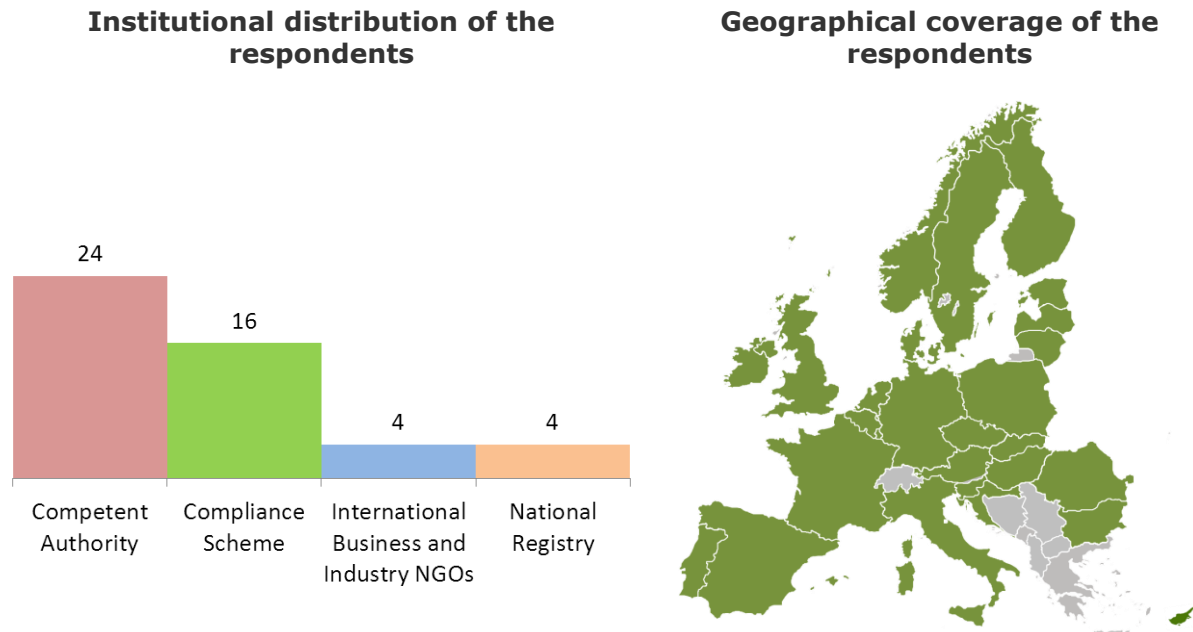 Institutional distribution of the
respondents
24
16
4
4
Competent
Authority
Compliance
Scheme
International
Business and
Industry NGOs
National
Registry
Geographical coverage of the
respondents